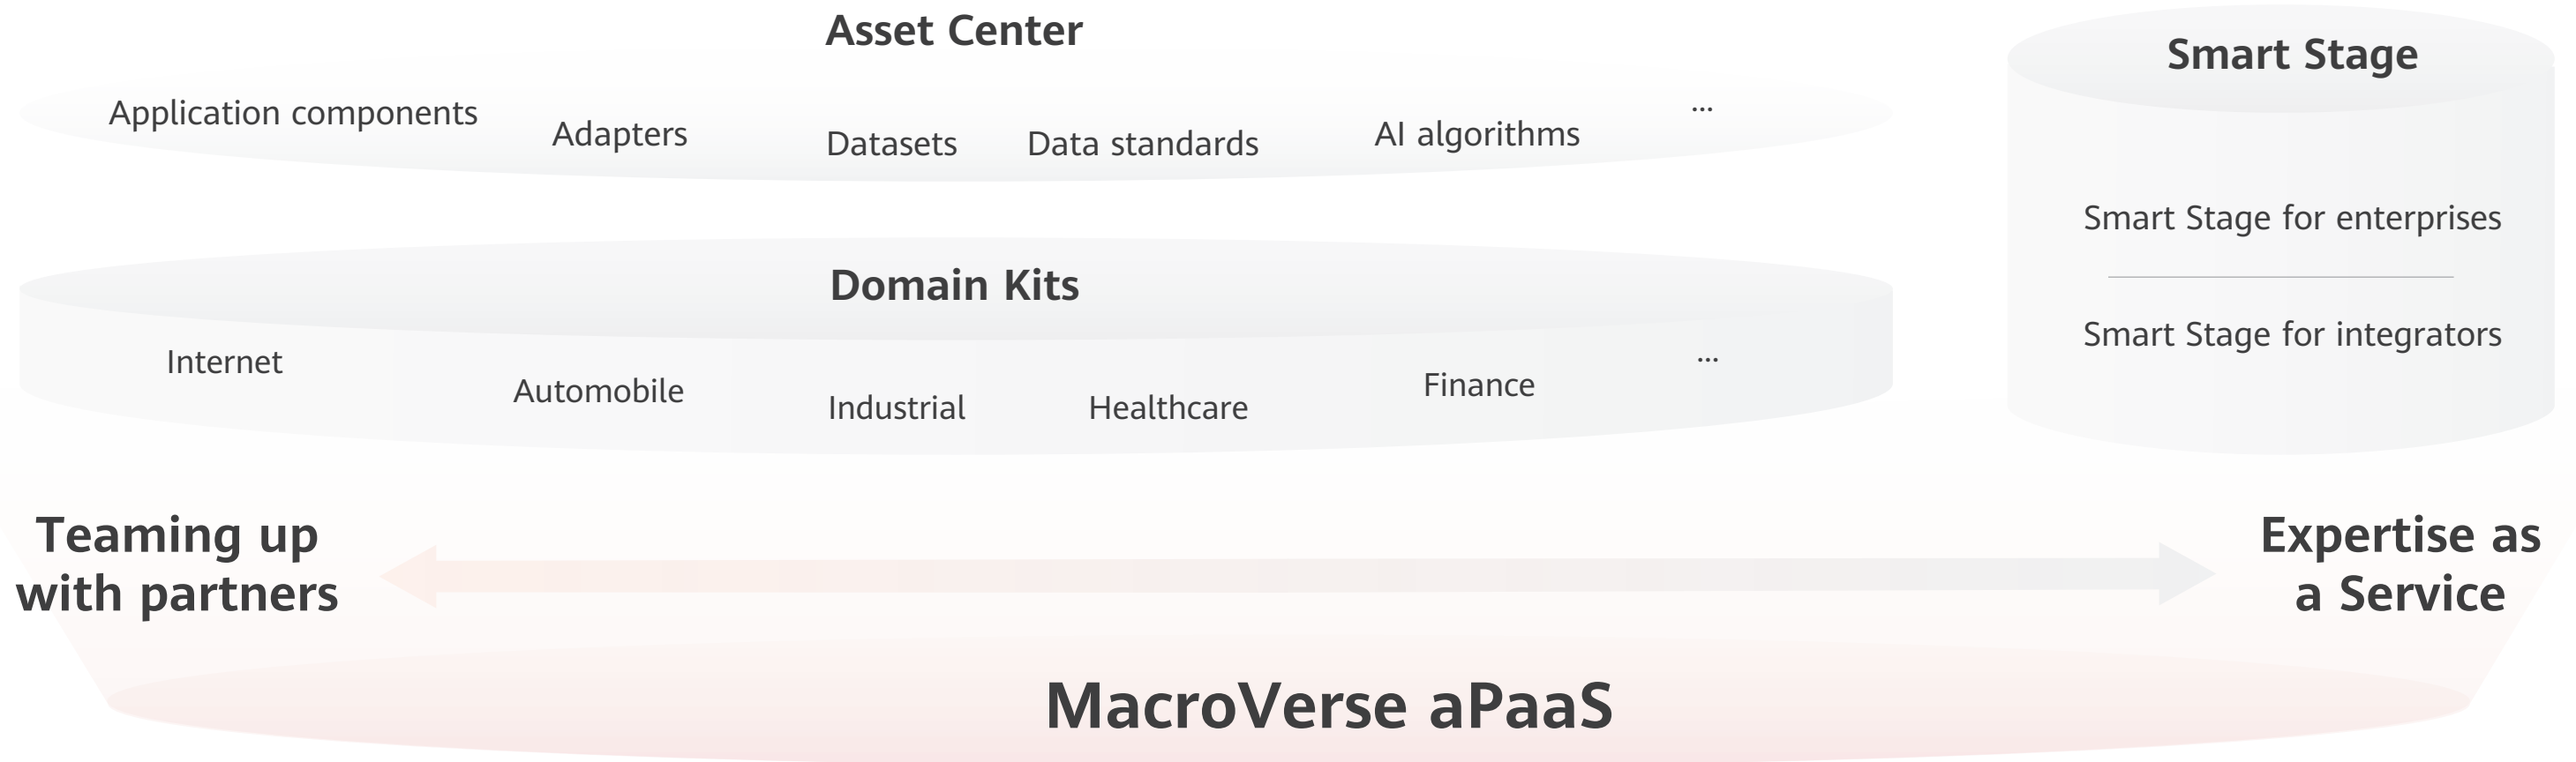 Asset Center
Application components
Adapters
Datasets
Data standards
AI algorithms
...
Domain Kits
Internet
Automobile
Industrial
Healthcare
Finance
...
Smart Stage
Smart Stage for enterprises
Smart Stage for integrators
Teaming up
with partners
Expertise as
a Service
MacroVerse aPaaS